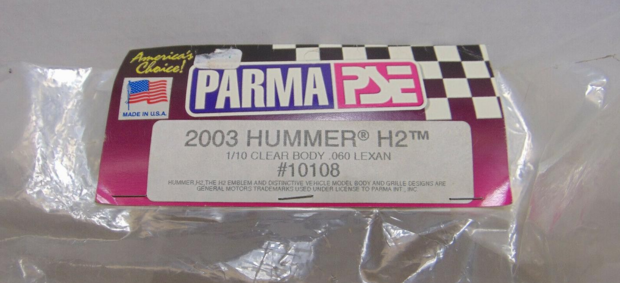 America's
Choice!
PARMA PSE
MADE IN U.S.A.
2003 HUMMER® H2™
1/10 CLEAR BODY .060 LEXAN
#10108
HUMMER, H2, THE H2 EMBLEM AND DISTINCTIVE VEHICLE MODEL BODY AND GRILLE DESIGNS ARE
GENERAL MOTORS TRADEMARKS USED UNDER LICENSE TO PARMA INT., INC